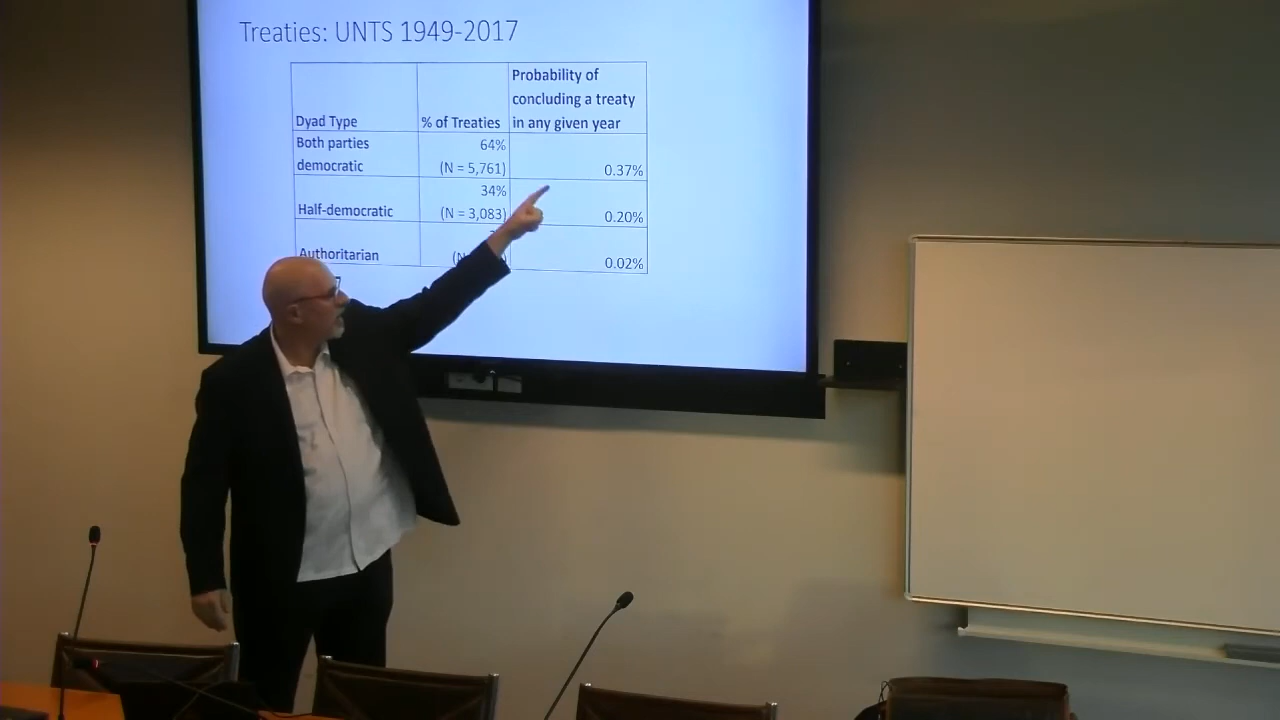 Treaties: UNTS 1949-2017
Dyad Type
% of Treaties
Probability of
concluding a treaty
in any given year
Both parties
democratic
64%
(N = 5,761)
0.37%
Half-democratic
34%
(N = 3,083)
0.20%
Authoritarian
0.02%